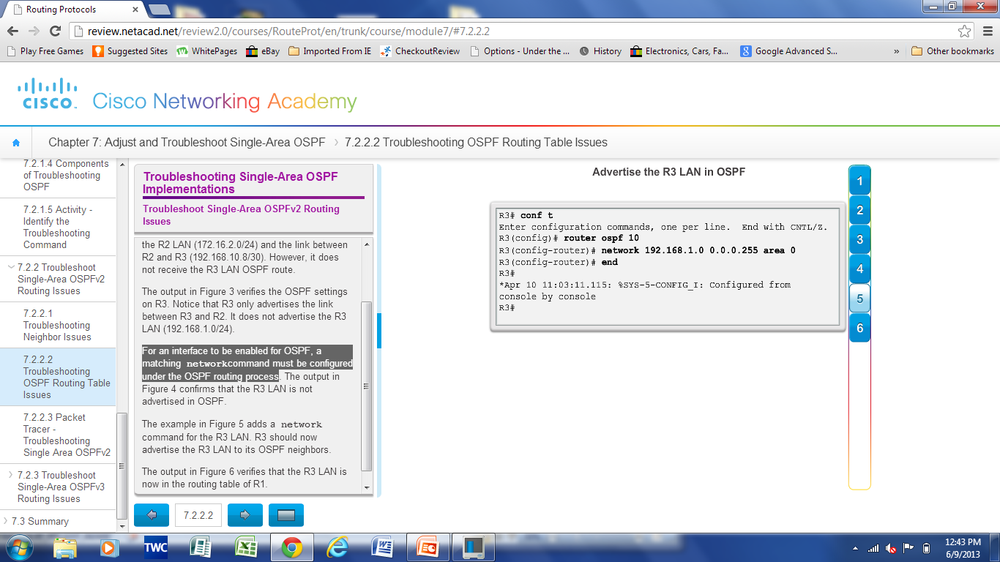 Routing Protocols
review.netacad.net/review2.0/courses/RouteProt/en/trunk/course/module7/#7.2.2.2
Play Free Games
Suggested Sites
WhitePages
eBay
Imported From IE
CheckoutReview
Options - Under the ...
History
Electronics, Cars, Fa...
Google Advanced S...
»
Other bookmarks
CISCO.
Cisco Networking Academy
Chapter 7: Adjust and Troubleshoot Single-Area OSPF
7.2.2.2 Troubleshooting OSPF Routing Table Issues
7.2.1.4 Components
of Troubleshooting
OSPF
7.2.1.5 Activity -
Identify the
Troubleshooting
Command
7.2.2 Troubleshoot
Single-Area OSPFv2
Routing Issues
7.2.2.1
Troubleshooting
Neighbor Issues
7.2.2.2
Troubleshooting
OSPF Routing Table
Issues
7.2.2.3 Packet
Tracer -
Troubleshooting
Single Area OSPFv2
7.2.3 Troubleshoot
Single-Area OSPFv3
Routing Issues
7.3 Summary
Troubleshooting Single-Area OSPF
Implementations
Troubleshoot Single-Area OSPFv2 Routing
Issues
the R2 LAN (172.16.2.0/24) and the link between
R2 and R3 (192.168.10.8/30). However, it does
not receive the R3 LAN OSPF route.
The output in Figure 3 verifies the OSPF settings
on R3. Notice that R3 only advertises the link
between R3 and R2. It does not advertise the R3
LAN (192.168.1.0/24).
For an interface to be enabled for OSPF, a
matching networkcommand must be configured
under the OSPF routing process. The output in
Figure 4 confirms that the R3 LAN is not
advertised in OSPF.
The example in Figure 5 adds a network
command for the R3 LAN. R3 should now
advertise the R3 LAN to its OSPF neighbors.
The output in Figure 6 verifies that the R3 LAN is
now in the routing table of R1.
7.2.2.2
Advertise the R3 LAN in OSPF
R3# conf t
Enter configuration commands, one per line. End with CNTL/Z.
R3(config)# router ospf 10
R3(config-router)# network 192.168.1.0 0.0.0.255 area 0
R3(config-router)# end
R3#
*Apr 10 11:03:11.115: %SYS-5-CONFIG_I: Configured from
console by console
R3#
1
2
3
4
5
6
TWC
12:43 PM
6/9/2013